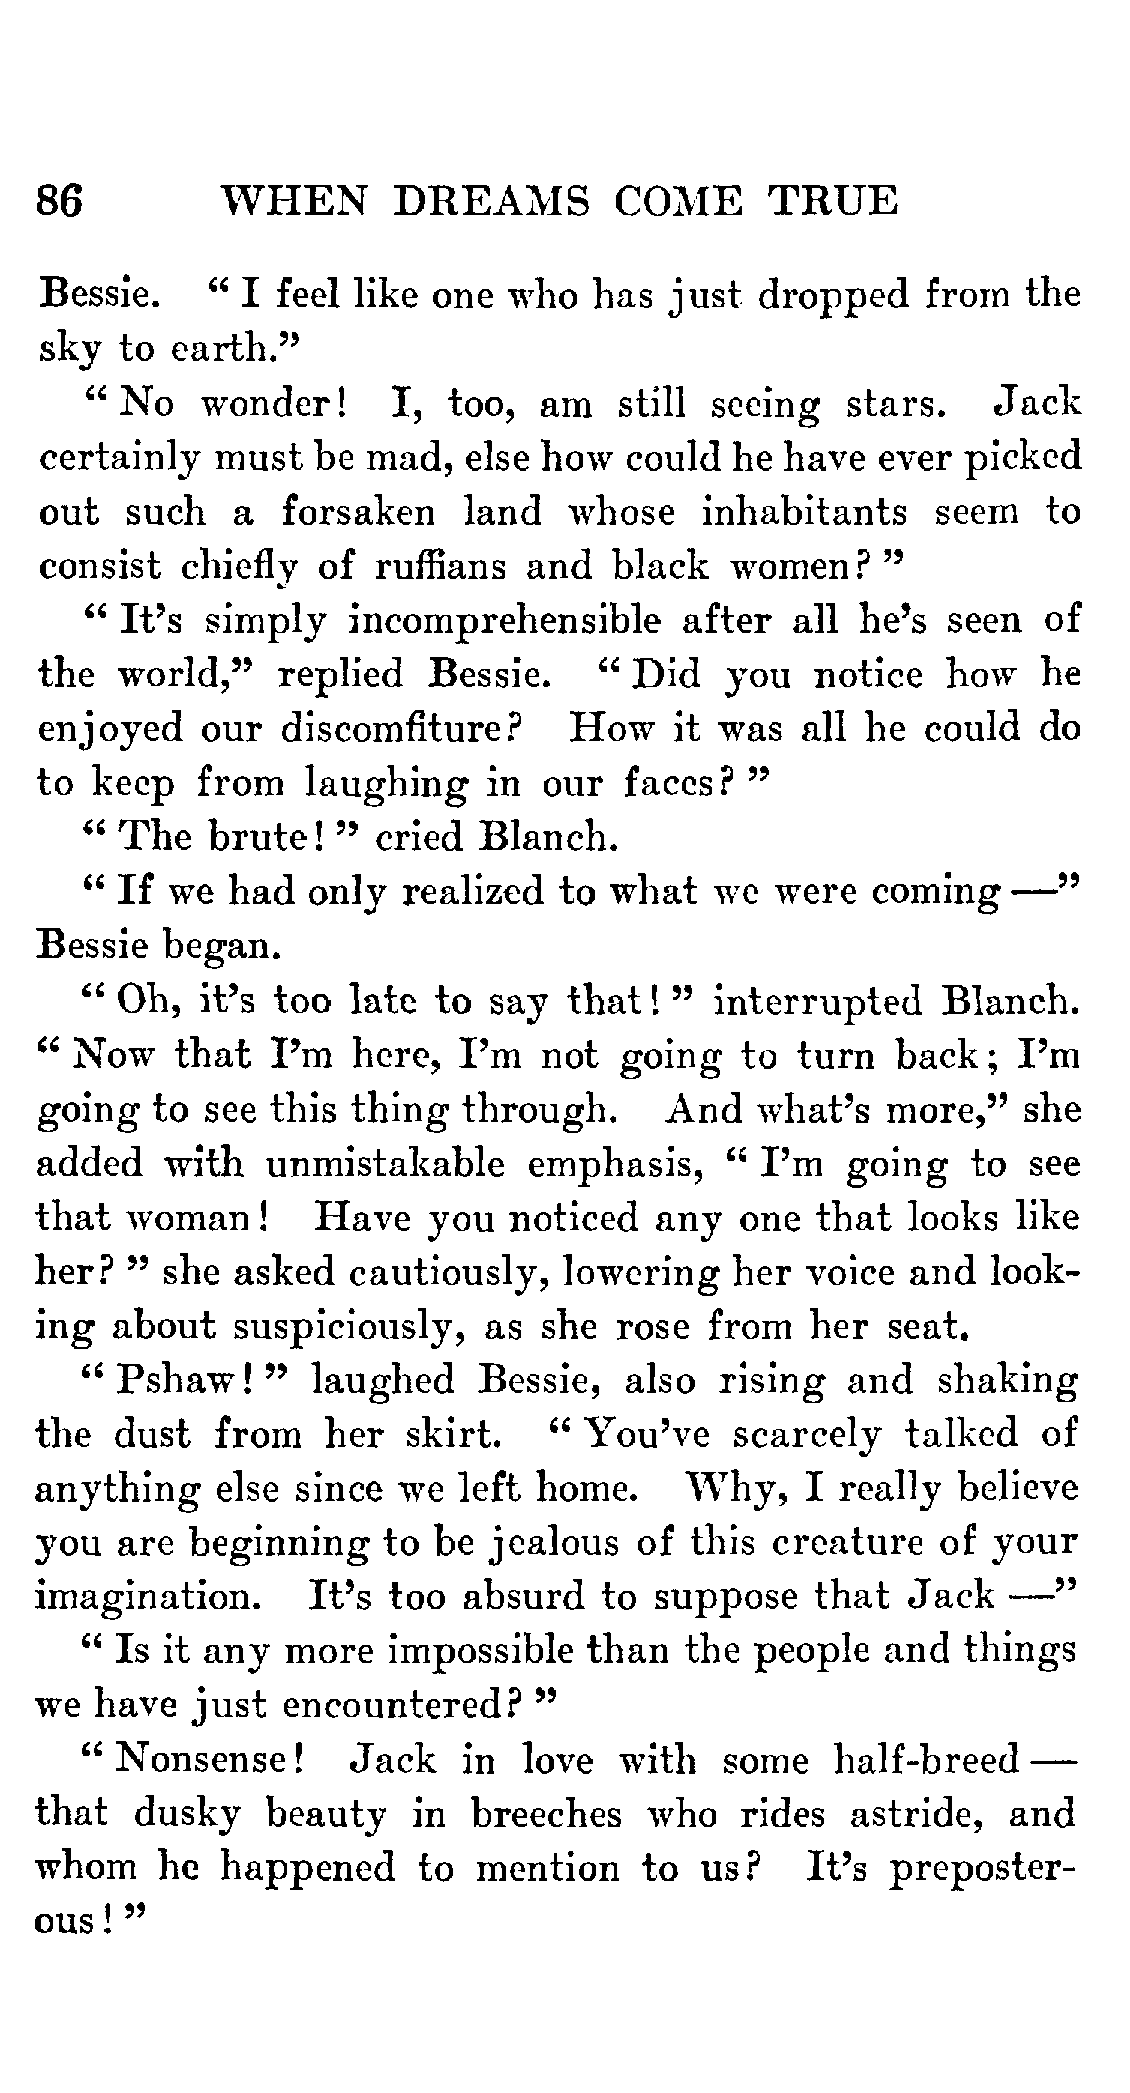 86 WHEN DREAMS COME TRUE
Bessie. “ I feel like one who has just dropped from the
sky to earth.”
“ No wonder! I, too, am still seeing stars. Jack
certainly must be mad, else how could he have ever picked
out such a forsaken land whose inhabitants seem to
consist chiefly of ruffians and black women? ”
“ It’s simply incomprehensible after all he’s seen of
the world,” replied Bessie. “ Did you notice how he
enjoyed our discomfiture? How it was all he could do
to keep from laughing in our faces? ”
“ The brute! ” cried Blanch.
“ If we had only realized to what we were coming —”
Bessie began.
“ Oh, it’s too late to say that! ” interrupted Blanch.
“ Now that I’m here, I’m not going to turn back; I’m
going to see this thing through. And what’s more,” she
added with unmistakable emphasis, “ I’m going to see
that woman! Have you noticed any one that looks like
her? ” she asked cautiously, lowering her voice and look-
ing about suspiciously, as she rose from her seat.
“ Pshaw! ” laughed Bessie, also rising and shaking
the dust from her skirt. “ You’ve scarcely talked of
anything else since we left home. Why, I really believe
you are beginning to be jealous of this creature of your
imagination. It’s too absurd to suppose that Jack —”
“ Is it any more impossible than the people and things
we have just encountered? ”
“ Nonsense! Jack in love with some half-breed —
that dusky beauty in breeches who rides astride, and
whom he happened to mention to us? It’s preposter-
ous! ”